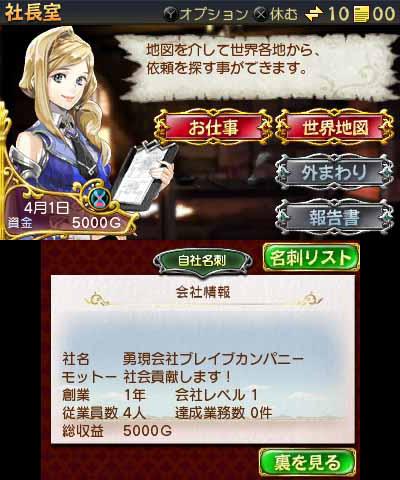 社長室 Ⓨオプション Ⓧ休む 10 00
地図を介して世界各地から、
依頼を探す事ができます。
お仕事 世界地図
外まわり
報告書
4月1日
資金 5000G
自社名刺 名刺リスト
会社情報
社名 勇現会社ブレイブカンパニー
モットー 社会貢献します！
創業 1年 会社レベル 1
従業員数 4人 達成業務数 0件
総収益 5000G
裏を見る